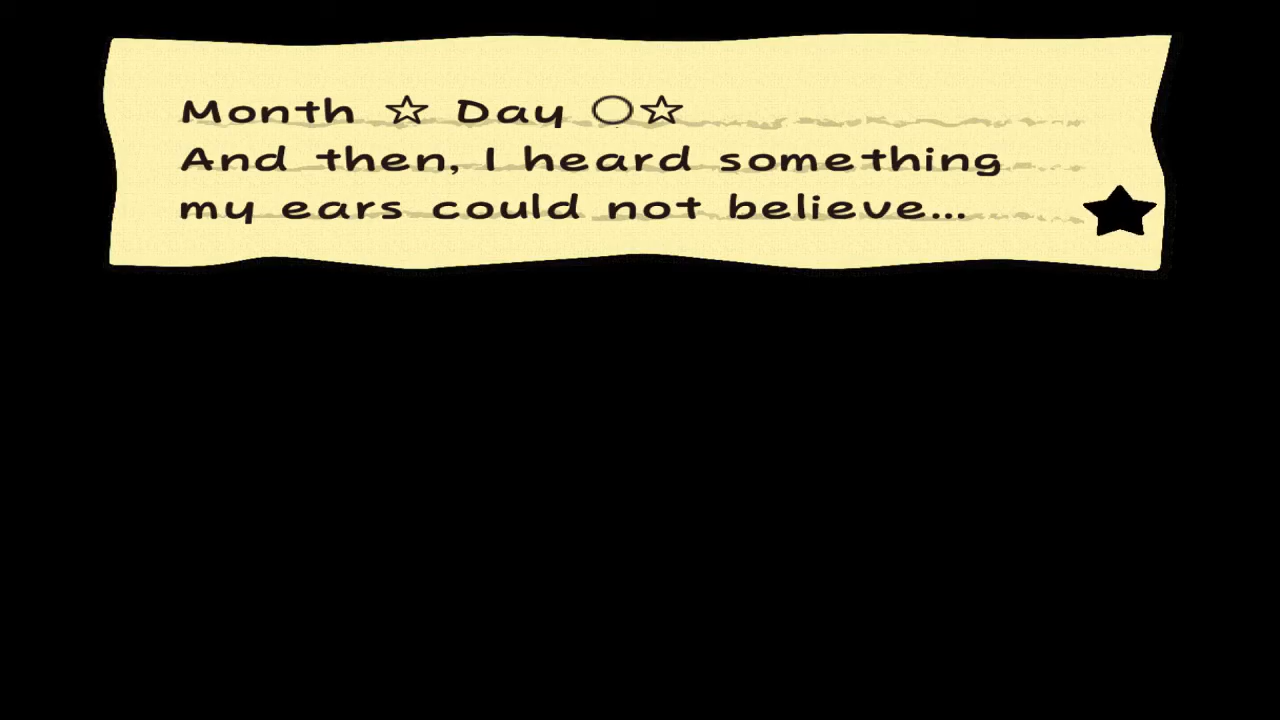 Month ☆ Day ○☆
And then, I heard something
my ears could not believe...